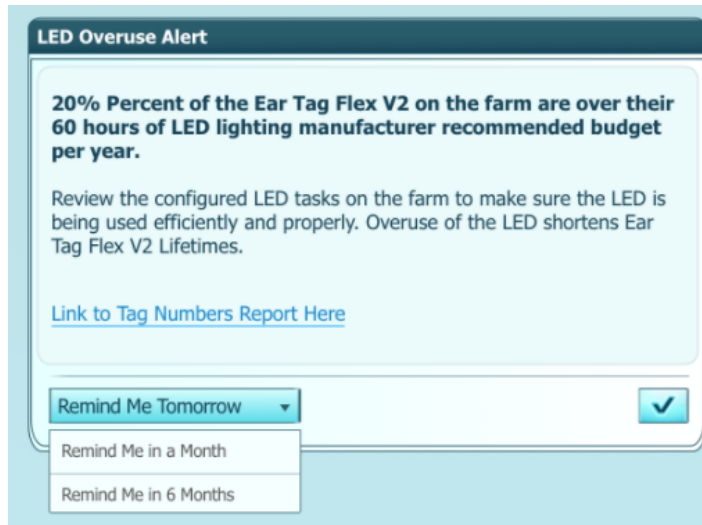 LED Overuse Alert
20% Percent of the Ear Tag Flex V2 on the farm are over their
60 hours of LED lighting manufacturer recommended budget
per year.
Review the configured LED tasks on the farm to make sure the LED is
being used efficiently and properly. Overuse of the LED shortens Ear
Tag Flex V2 Lifetimes.
Link to Tag Numbers Report Here
Remind Me Tomorrow
Remind Me in a Month
Remind Me in 6 Months